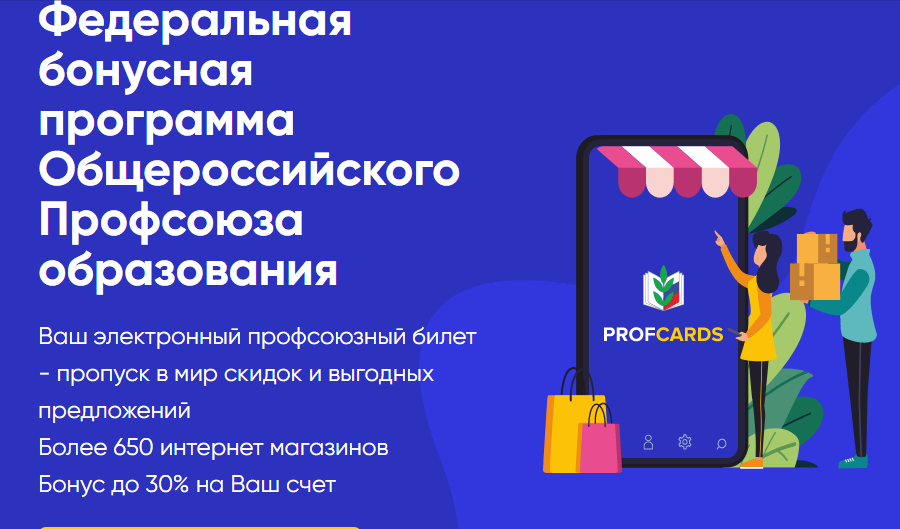 Федеральная
бонусная
программа
Общероссийского
Профсоюза
образования
Ваш электронный профсоюзный билет
- пропуск в мир скидок и выгодных
предложений
Более 650 интернет магазинов
Бонус до 30% на Ваш счет
PROFCARDS